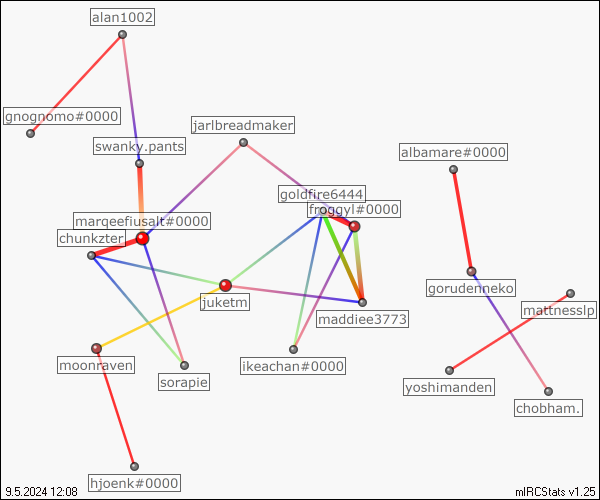 alan1002
gnognomo#0000
jarlbreadmaker
swanky.pants
albamare#0000
goldfire6444
froggyl#0000
marqeefiusalt#0000
chunkzter
gorudenneko
juketm
mattnesslp
maddiee3773
moonraven
ikeachan#0000
sorapie
yoshimanden
chobham.
hjoenk#0000
9.5.2024 12:08
mIRCStats v1.25